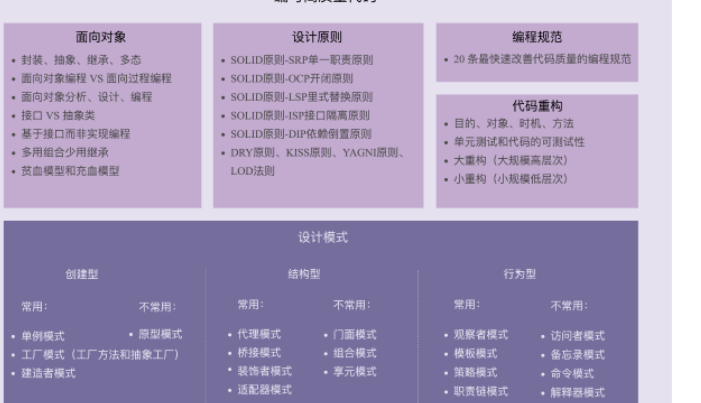 编写高质量代码
面向对象
• 封装、抽象、继承、多态
• 面向对象编程 VS 面向过程编程
• 面向对象分析、设计、编程
• 接口 VS 抽象类
• 基于接口而非实现编程
• 多用组合少用继承
• 贫血模型和充血模型
设计原则
• SOLID原则-SRP单一职责原则
• SOLID原则-OCP开闭原则
• SOLID原则-LSP里式替换原则
• SOLID原则-ISP接口隔离原则
• SOLID原则-DIP依赖倒置原则
• DRY原则、KISS原则、YAGNI原则、
LOD法则
编程规范
• 20 条最快速改善代码质量的编程规范
代码重构
• 目的、对象、时机、方法
• 单元测试和代码的可测试性
• 大重构（大规模高层次）
• 小重构（小规模低层次）
设计模式
创建型
常用： 不常用：
• 单例模式 • 原型模式
• 工厂模式（工厂方法和抽象工厂）
• 建造者模式
结构型
常用： 不常用：
• 代理模式 • 门面模式
• 桥接模式 • 组合模式
• 装饰者模式 • 享元模式
• 适配器模式
行为型
常用： 不常用：
• 观察者模式 • 访问者模式
• 模板模式 • 备忘录模式
• 策略模式 • 命令模式
• 职责链模式 • 解释器模式